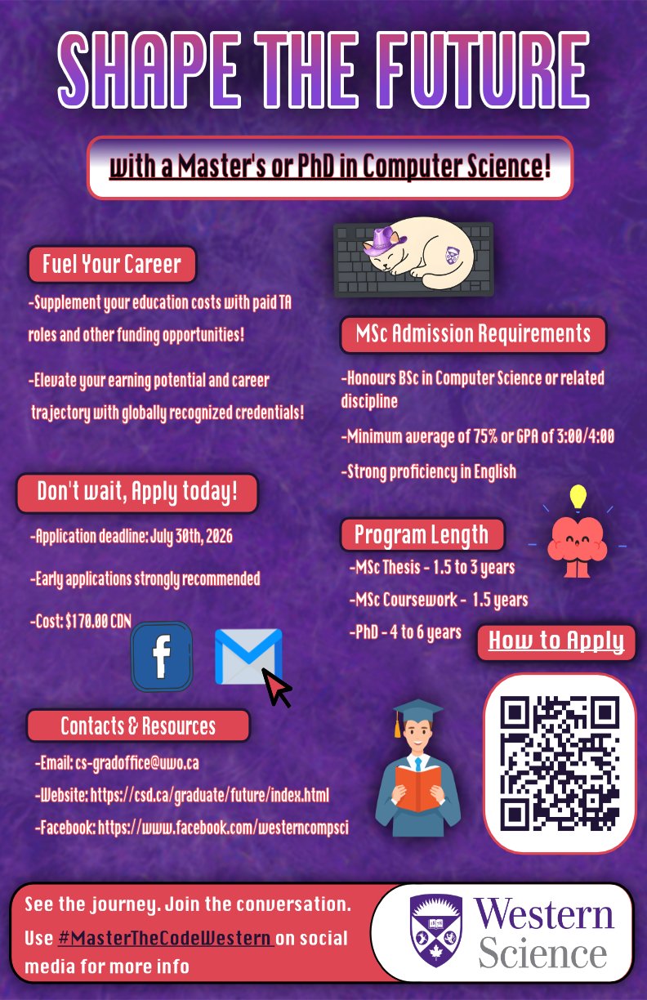 SHAPE THE FUTURE
with a Master's or PhD in Computer Science!
Fuel Your Career
-Supplement your education costs with paid TA
roles and other funding opportunities!
-Elevate your earning potential and career
trajectory with globally recognized credentials!
MSc Admission Requirements
-Honours BSc in Computer Science or related
discipline
-Minimum average of 75% or GPA of 3:00/4:00
-Strong proficiency in English
Don't wait, Apply today!
-Application deadline: July 30th, 2026
-Early applications strongly recommended
-Cost: $170.00 CDN
Program Length
-MSc Thesis - 1.5 to 3 years
-MSc Coursework - 1.5 years
-PhD - 4 to 6 years
How to Apply
Contacts & Resources
-Email: cs-gradoffice@uwo.ca
-Website: https://csd.ca/graduate/future/index.html
-Facebook: https://www.facebook.com/westerncompsci
See the journey. Join the conversation.
Use #MasterTheCodeWestern on social
media for more info
Western
Science